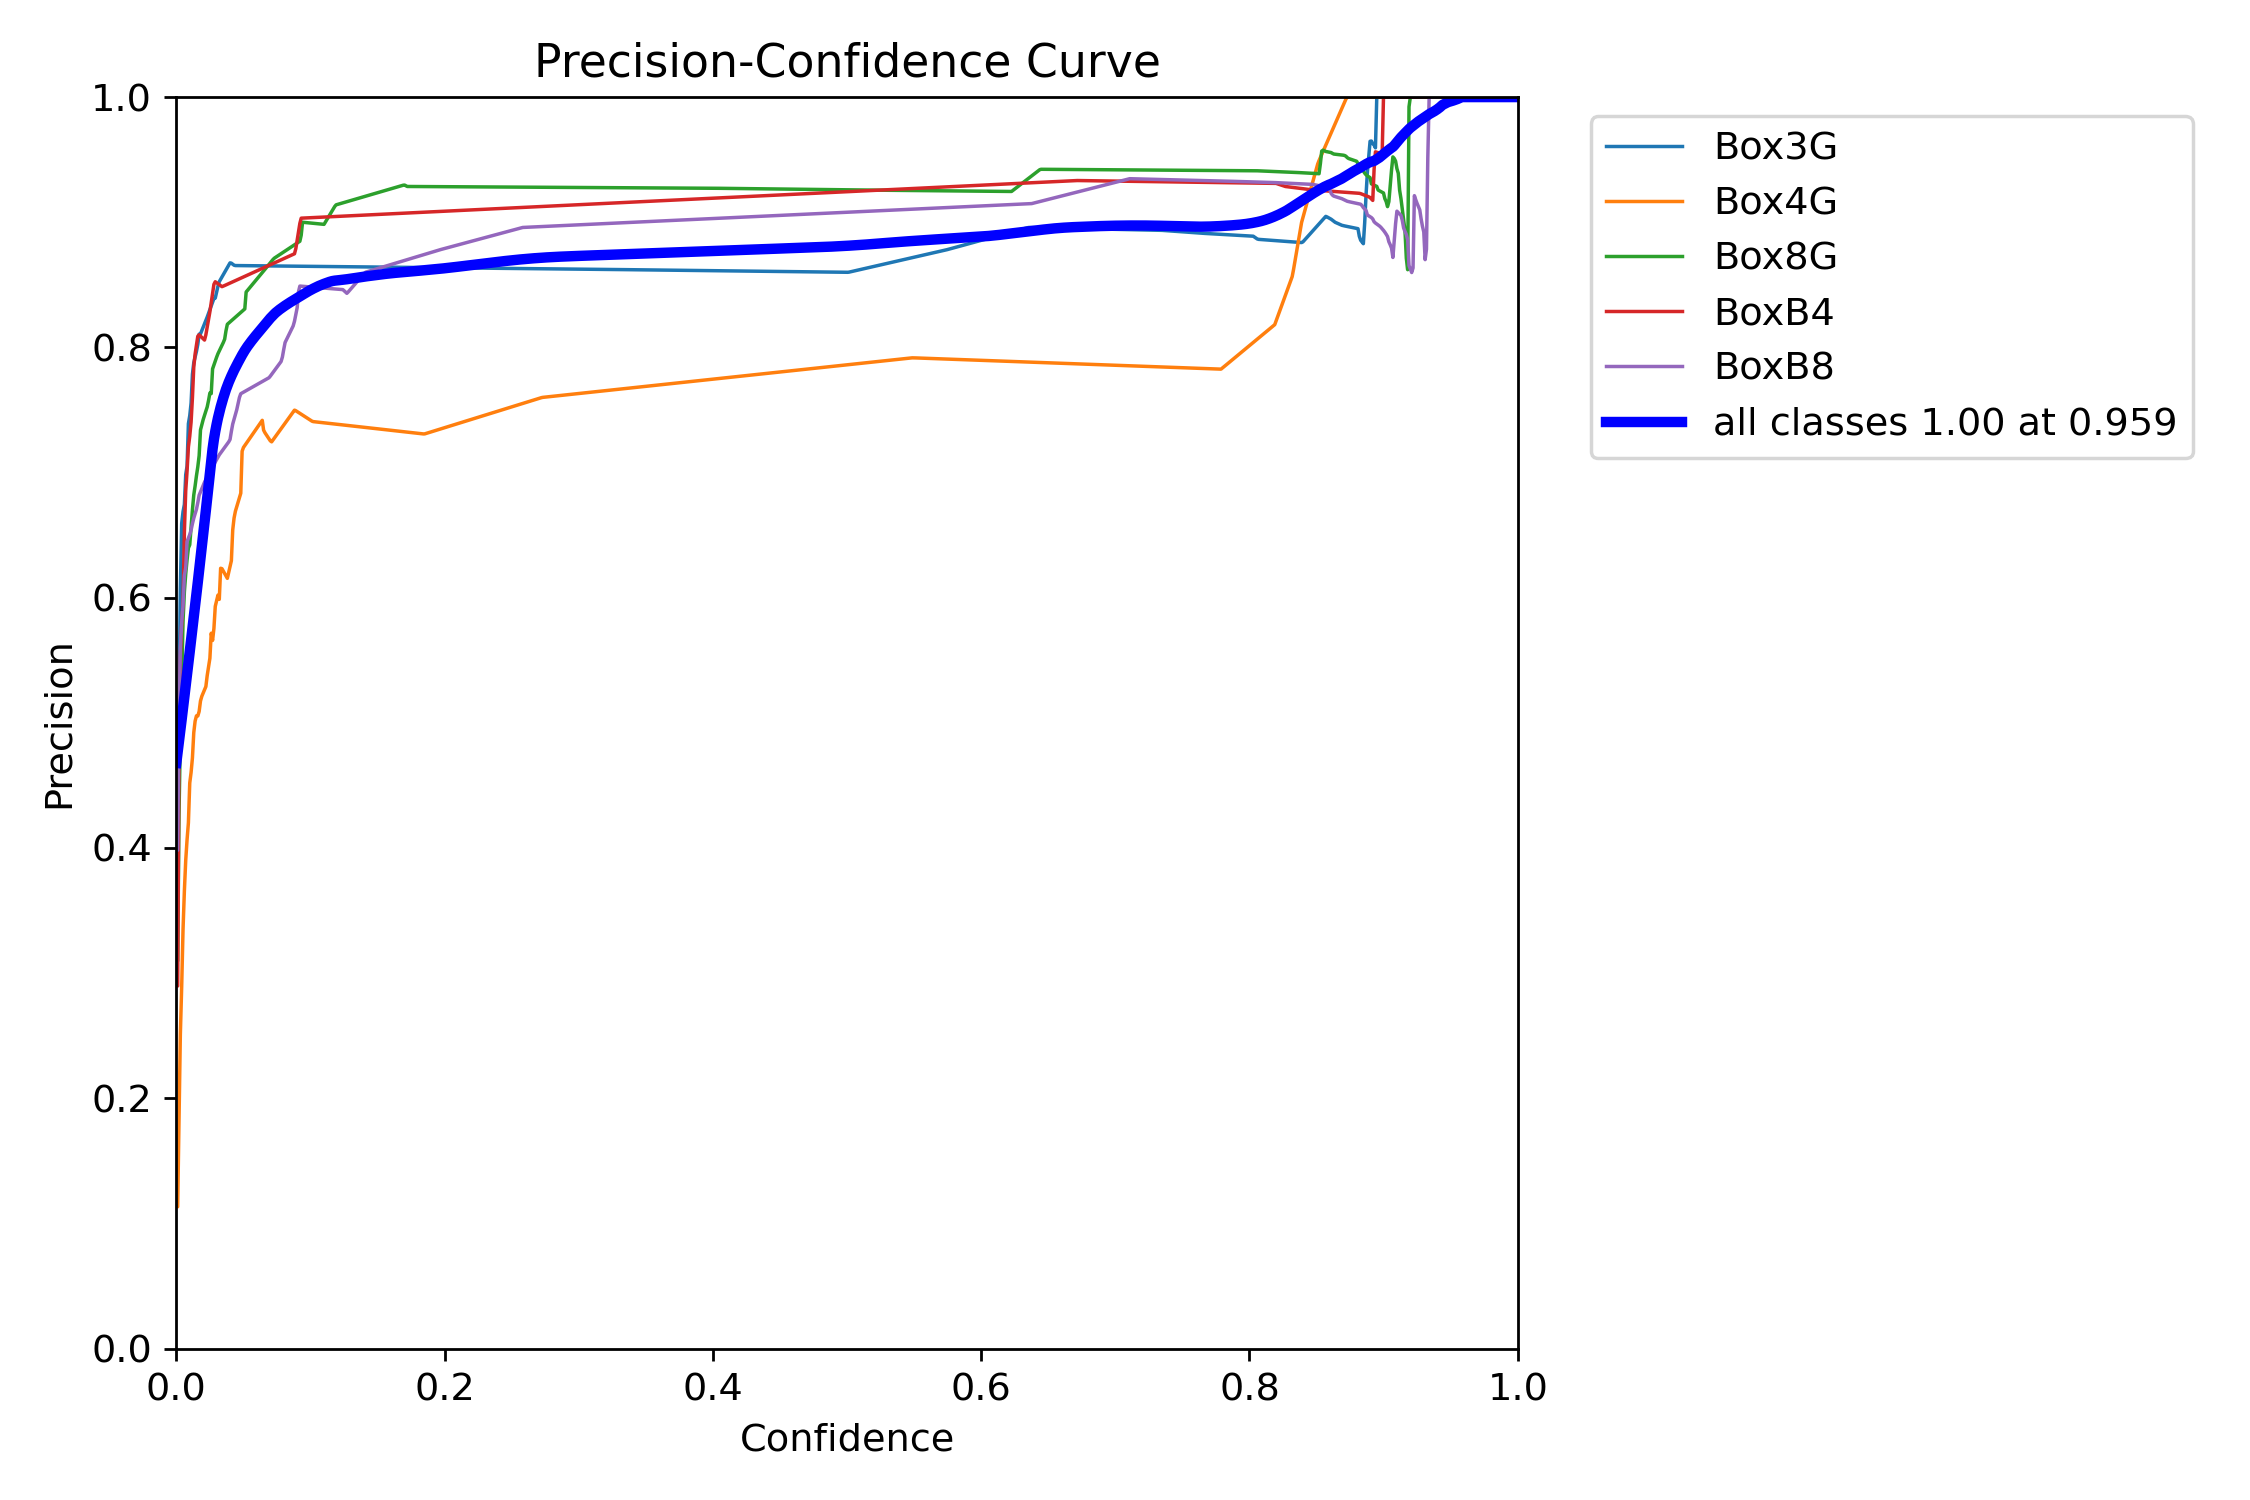 Precision-Confidence Curve
1.0
0.8
0.6
0.4
0.2
0.0
Precision
0.0 0.2 0.4 0.6 0.8 1.0
Confidence
Box3G
Box4G
Box8G
BoxB4
BoxB8
all classes 1.00 at 0.959